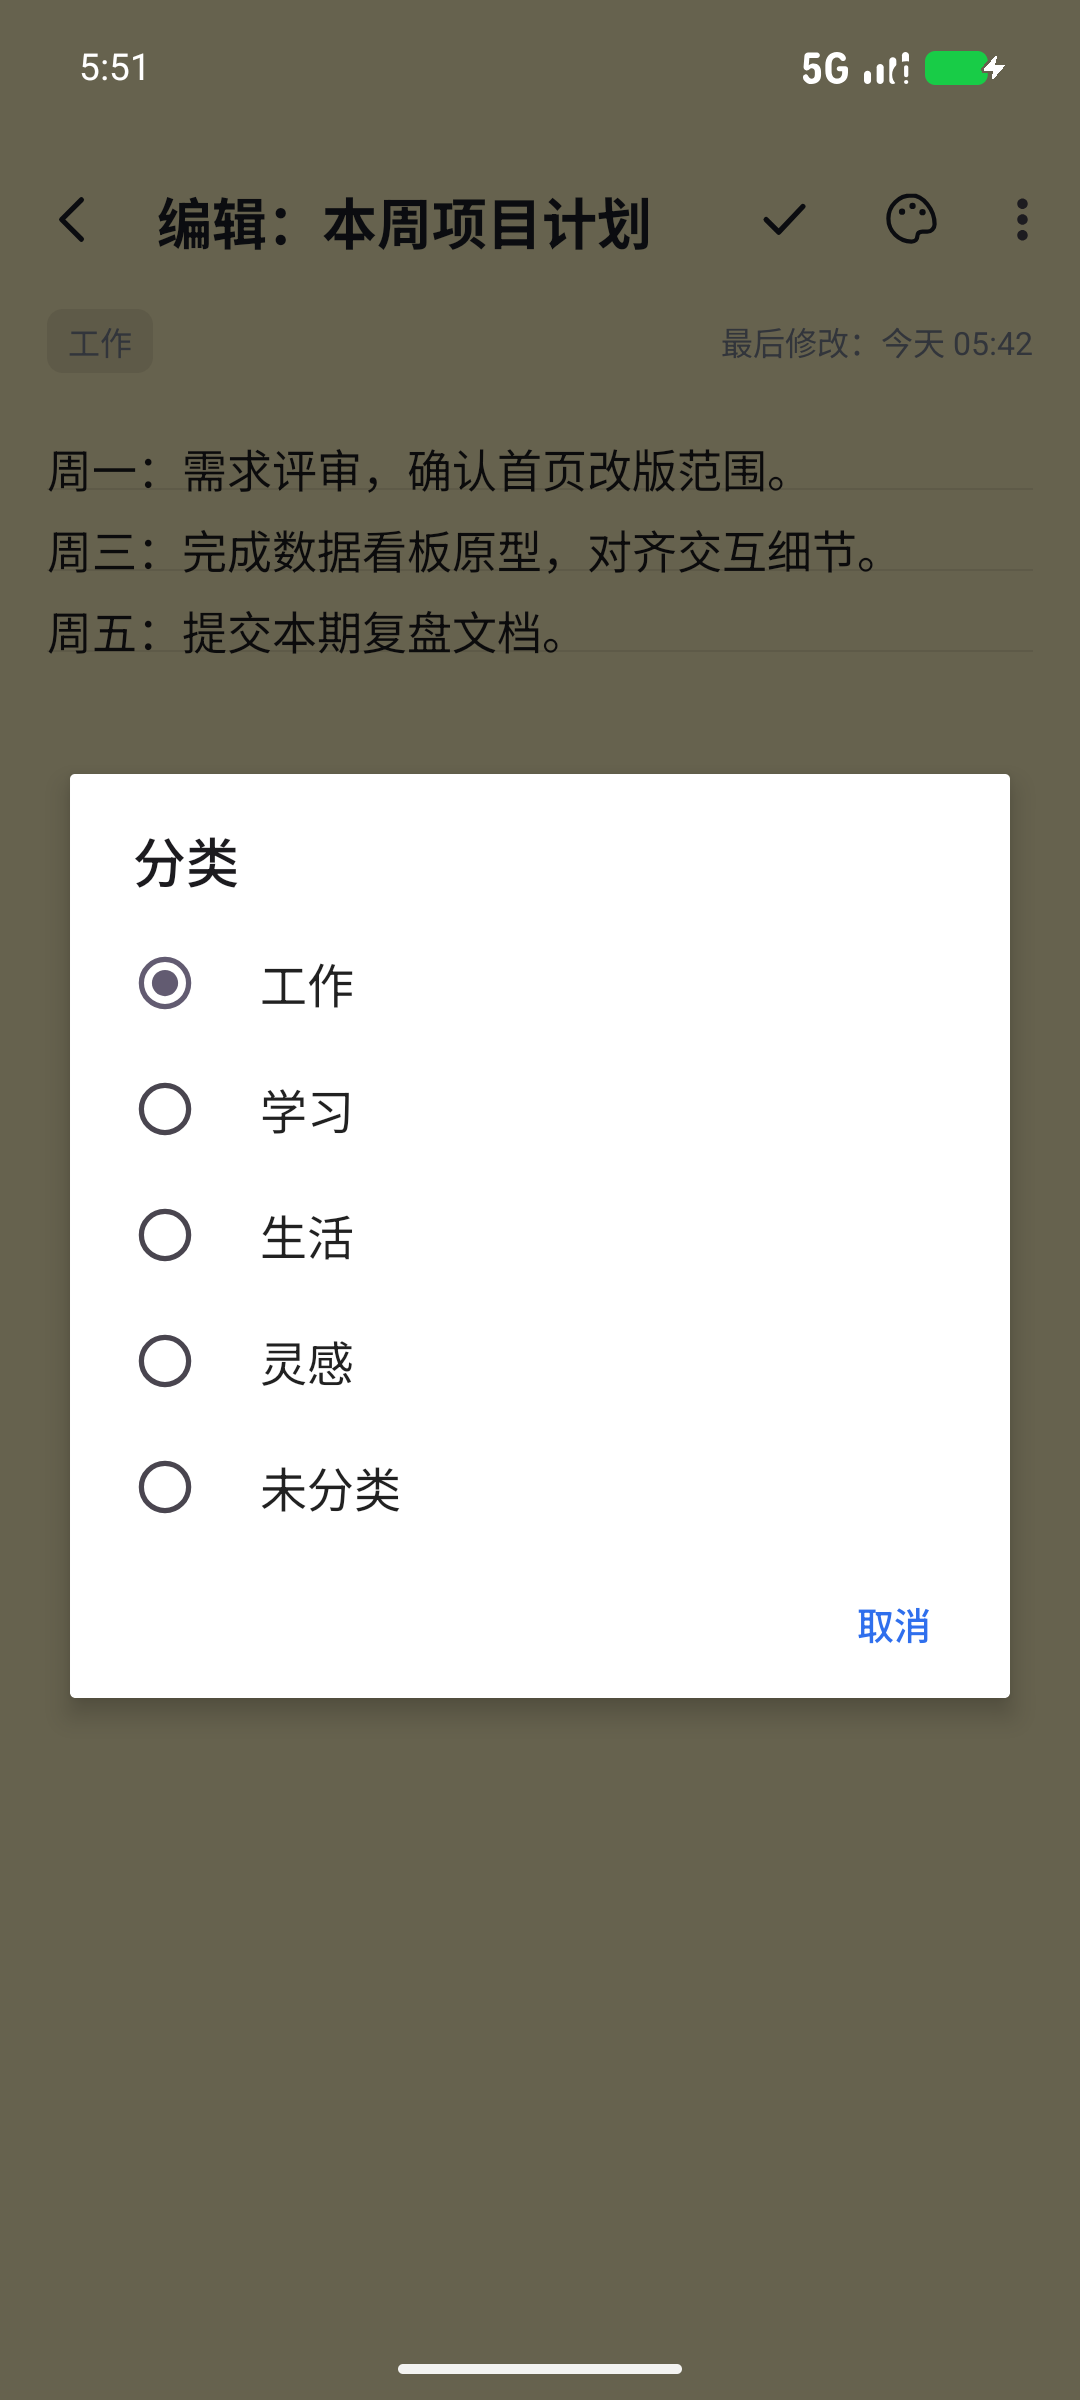 5:51
5G
编辑：本周项目计划
工作
最后修改：今天 05:42
周一：需求评审，确认首页改版范围。
周三：完成数据看板原型，对齐交互细节。
周五：提交本期复盘文档。
分类
工作
学习
生活
灵感
未分类
取消